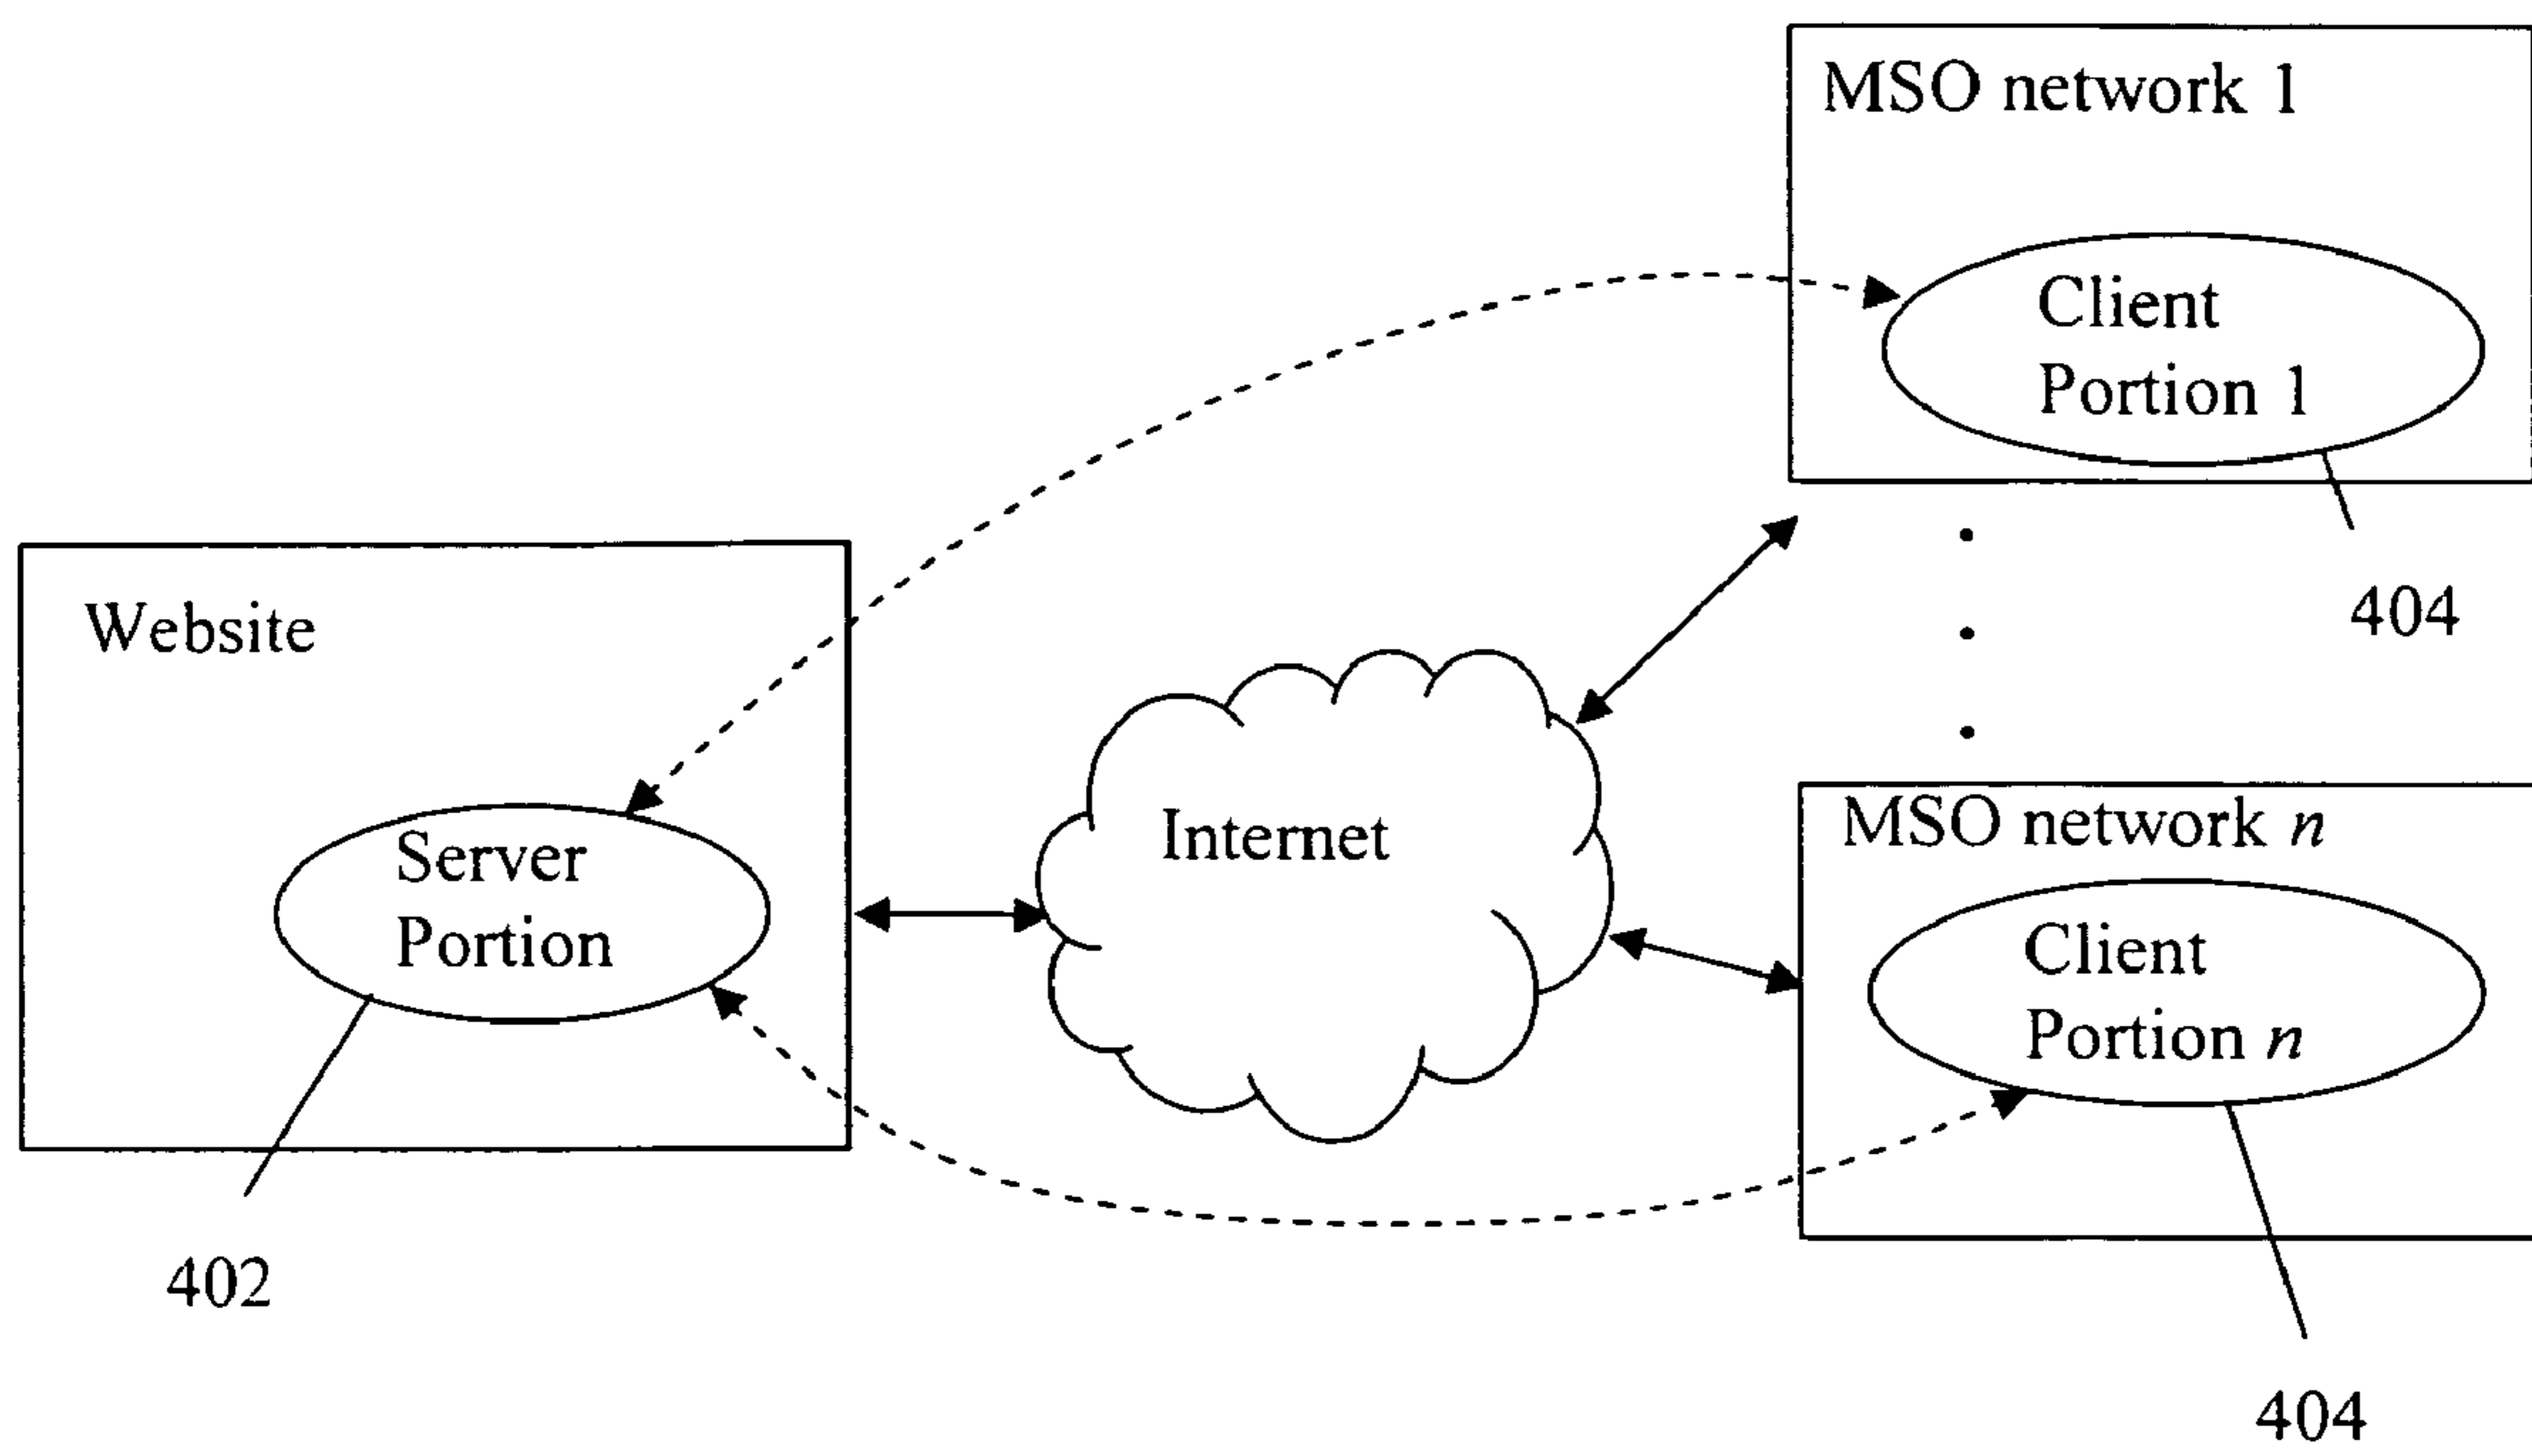 MSO network 1
Client
Portion 1
404
Website
Server
Portion
402
Internet
MSO network n
Client
Portion n
404